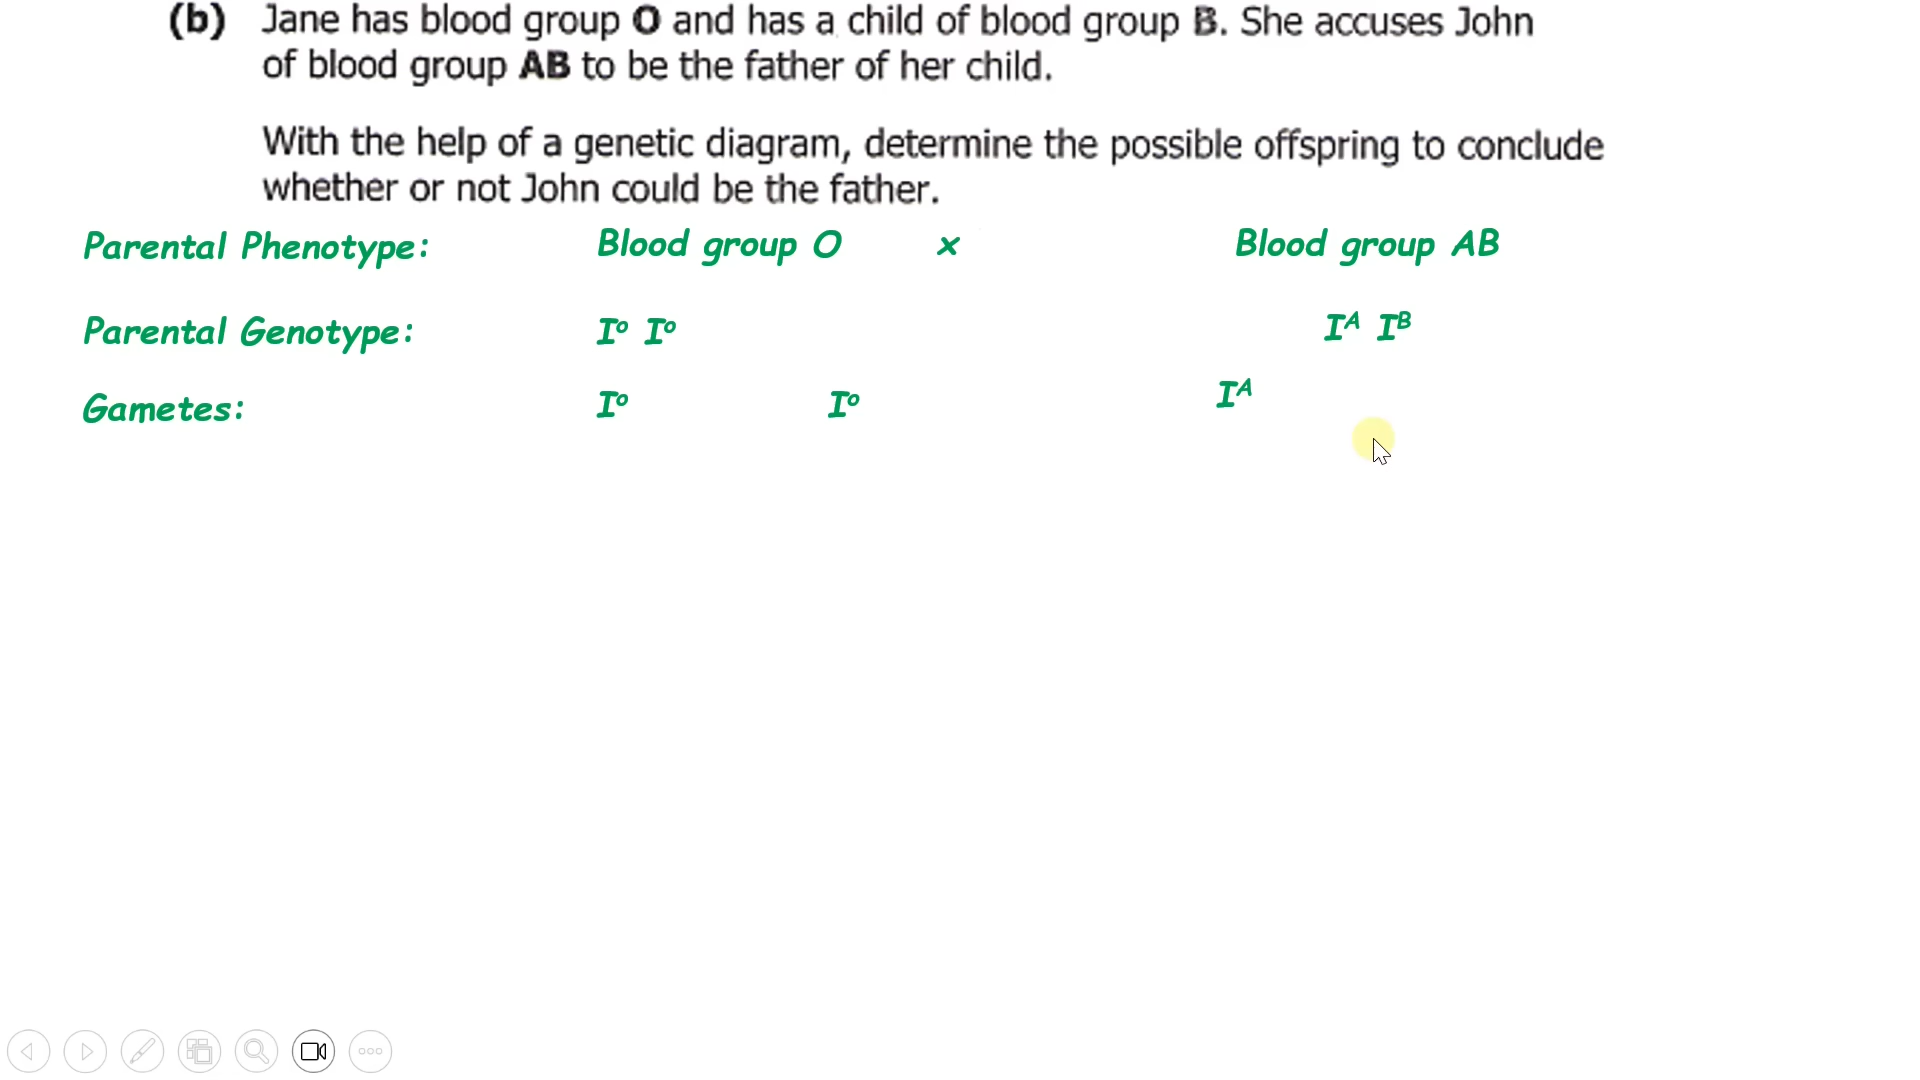 (b) Jane has blood group O and has a child of blood group B. She accuses John
of blood group AB to be the father of her child.
With the help of a genetic diagram, determine the possible offspring to conclude
whether or not John could be the father.
Parental Phenotype: Blood group O x Blood group AB
Parental Genotype: Iᵒ Iᵒ Iᴬ Iᴮ
Gametes: Iᵒ Iᵒ Iᴬ